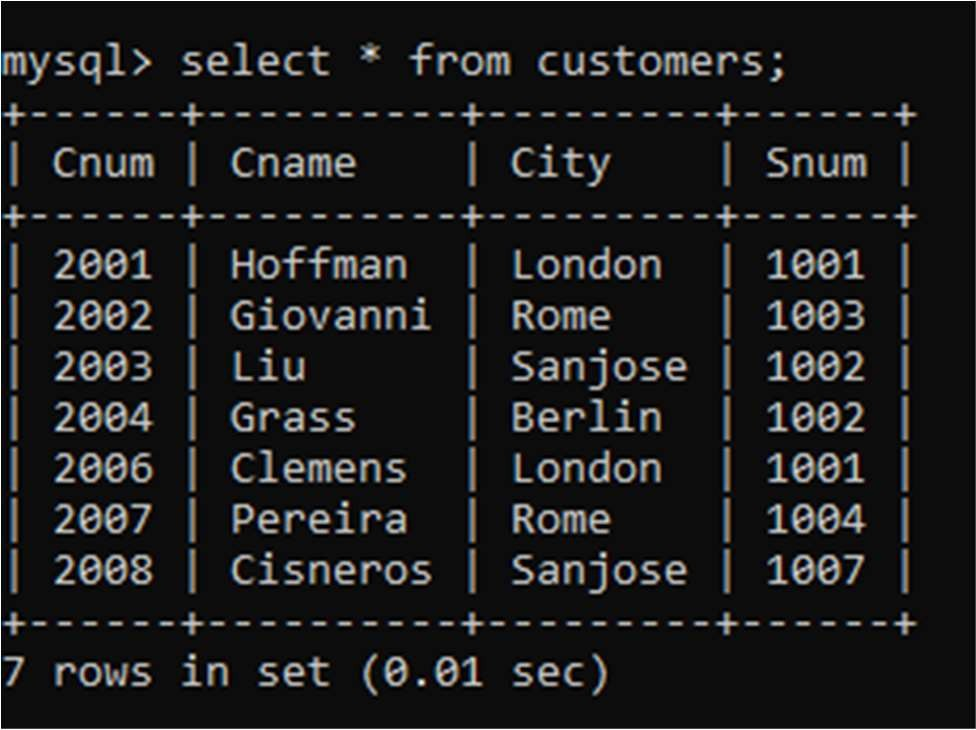 mysql> select * from customers;
+------+----------+---------+------+
| Cnum | Cname    | City    | Snum |
+------+----------+---------+------+
| 2001 | Hoffman  | London  | 1001 |
| 2002 | Giovanni | Rome    | 1003 |
| 2003 | Liu      | Sanjose | 1002 |
| 2004 | Grass    | Berlin  | 1002 |
| 2006 | Clemens  | London  | 1001 |
| 2007 | Pereira  | Rome    | 1004 |
| 2008 | Cisneros | Sanjose | 1007 |
+------+----------+---------+------+
7 rows in set (0.01 sec)